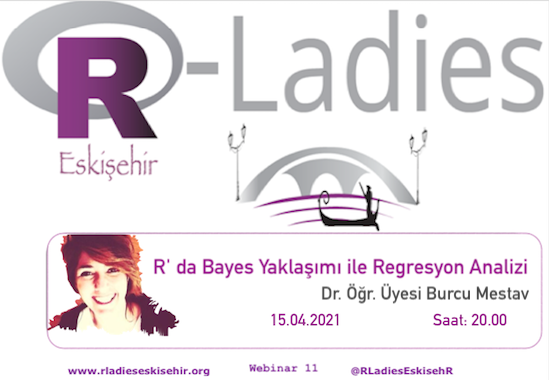 R-Ladies
Eskişehir
R' da Bayes Yaklaşımı ile Regresyon Analizi
Dr. Öğr. Üyesi Burcu Mestav
15.04.2021 Saat: 20.00
www.rladieseskisehir.org Webinar 11 @RLadiesEskisehR